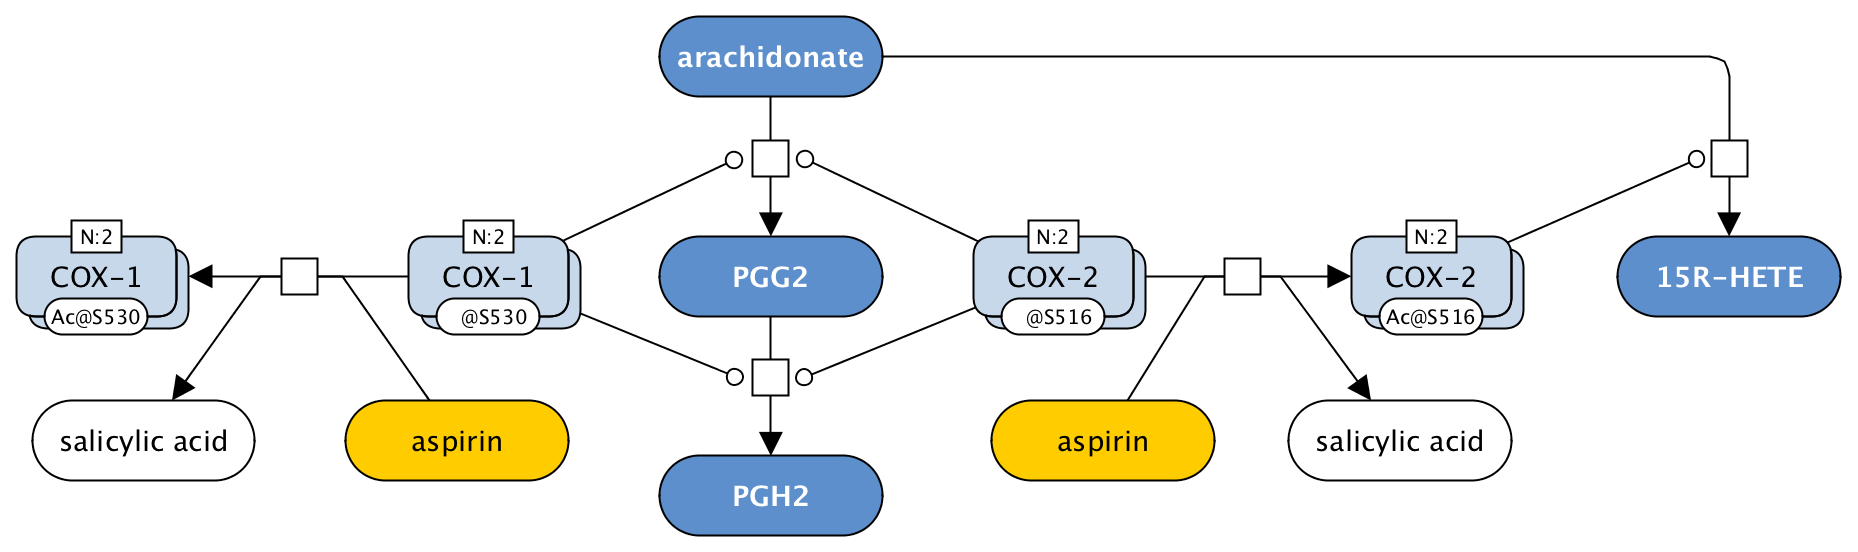 arachidonate
N:2
COX-1
Ac@S530
N:2
COX-1
@S530
PGG2
N:2
COX-2
@S516
N:2
COX-2
Ac@S516
15R-HETE
salicylic acid
aspirin
aspirin
salicylic acid
PGH2